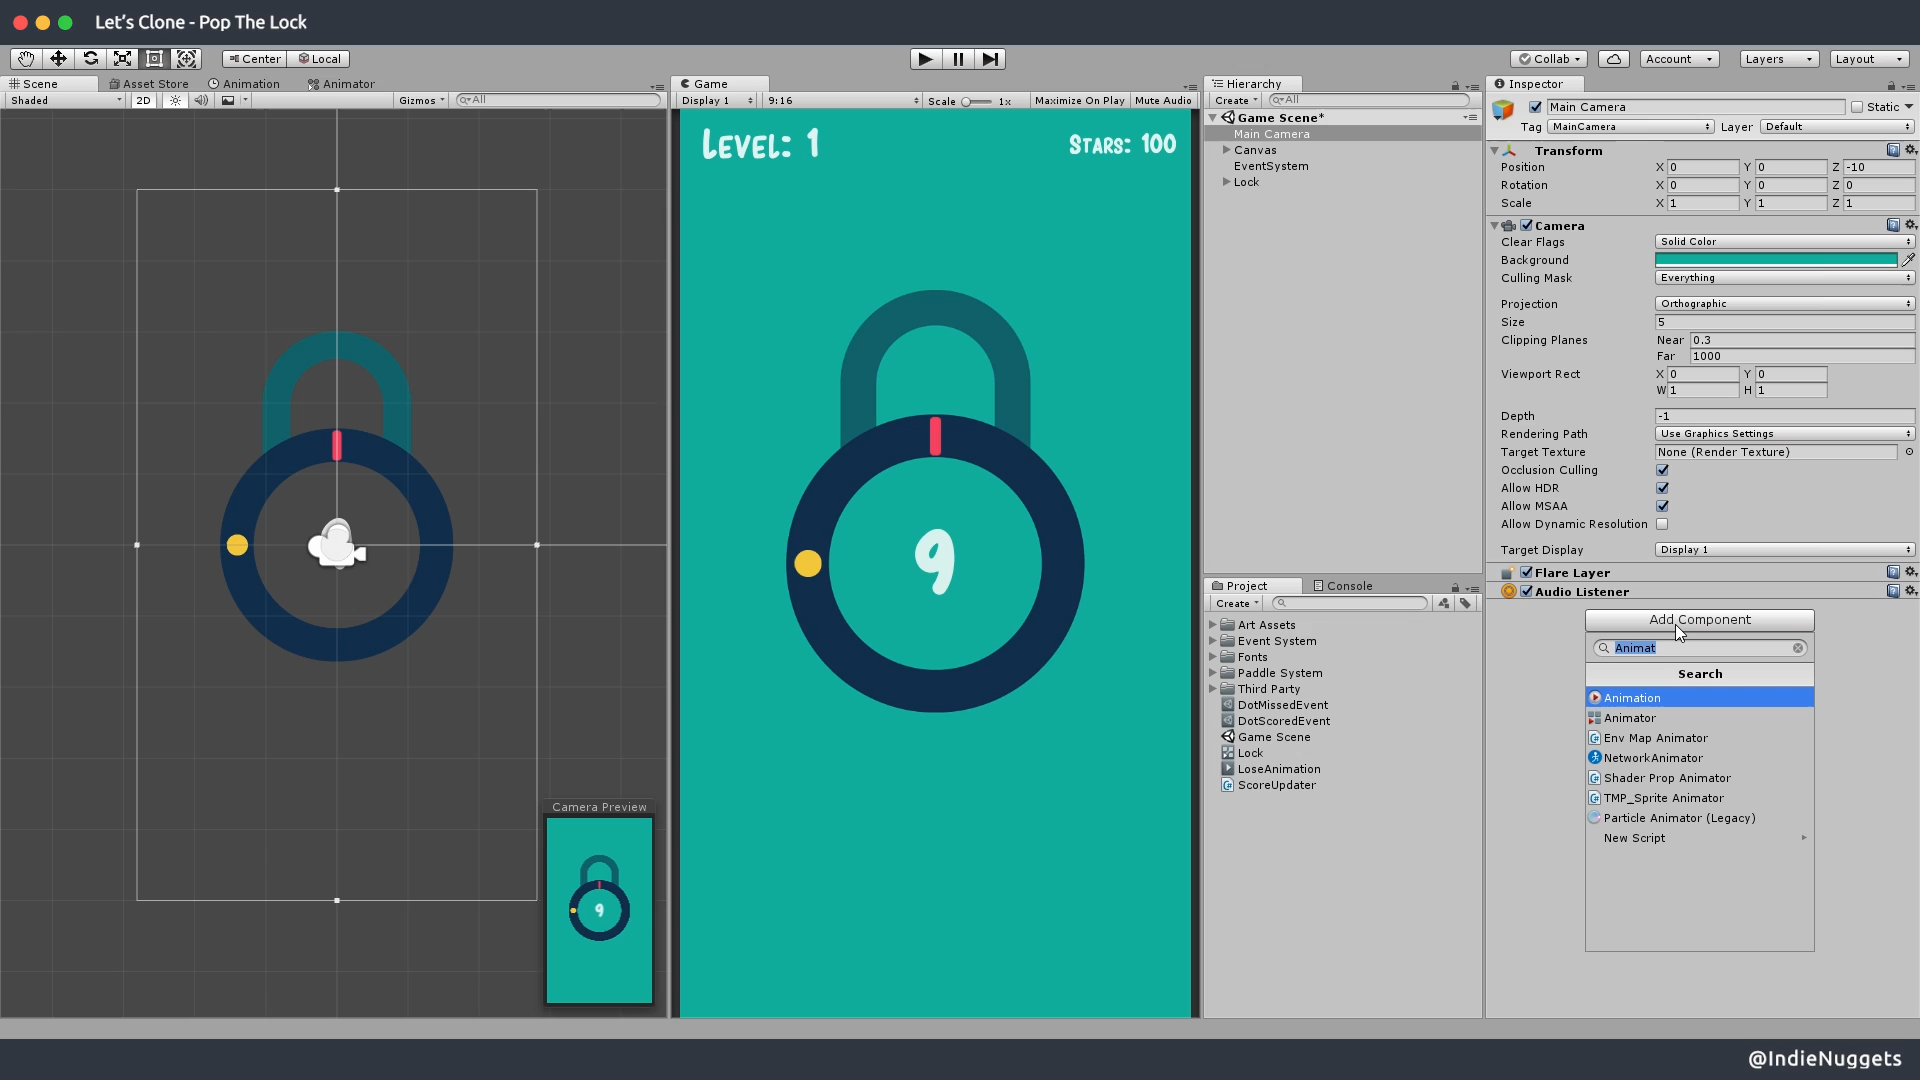 Let's Clone - Pop The Lock
Center Local
Collab Account Layers Layout
Scene Asset Store Animation Animator
Shaded 2D Gizmos All
Camera Preview
9
Game
Display 1 9:16 Scale 1x Maximize On Play Mute Audio
LEVEL: 1 STARS: 100
9
Hierarchy
Create All
Game Scene*
Main Camera
Canvas
EventSystem
Lock
Project Console
Create
Art Assets
Event System
Fonts
Paddle System
Third Party
DotMissedEvent
DotScoredEvent
Game Scene
Lock
LoseAnimation
ScoreUpdater
Inspector
Main Camera Static
Tag MainCamera Layer Default
Transform
Position X 0 Y 0 Z -10
Rotation X 0 Y 0 Z 0
Scale X 1 Y 1 Z 1
Camera
Clear Flags Solid Color
Background
Culling Mask Everything
Projection Orthographic
Size 5
Clipping Planes Near 0.3
Far 1000
Viewport Rect X 0 Y 0
W 1 H 1
Depth -1
Rendering Path Use Graphics Settings
Target Texture None (Render Texture)
Occlusion Culling
Allow HDR
Allow MSAA
Allow Dynamic Resolution
Target Display Display 1
Flare Layer
Audio Listener
Add Component
Animat
Search
Animation
Animator
Env Map Animator
NetworkAnimator
Shader Prop Animator
TMP_Sprite Animator
Particle Animator (Legacy)
New Script
@IndieNuggets